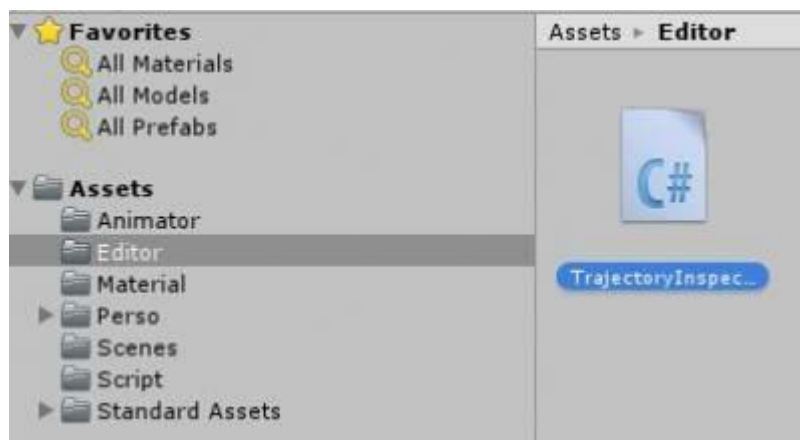 Favorites
All Materials
All Models
All Prefabs
Assets
Animator
Editor
Material
Perso
Scenes
Script
Standard Assets
Assets ▸ Editor
C#
TrajectoryInspec...